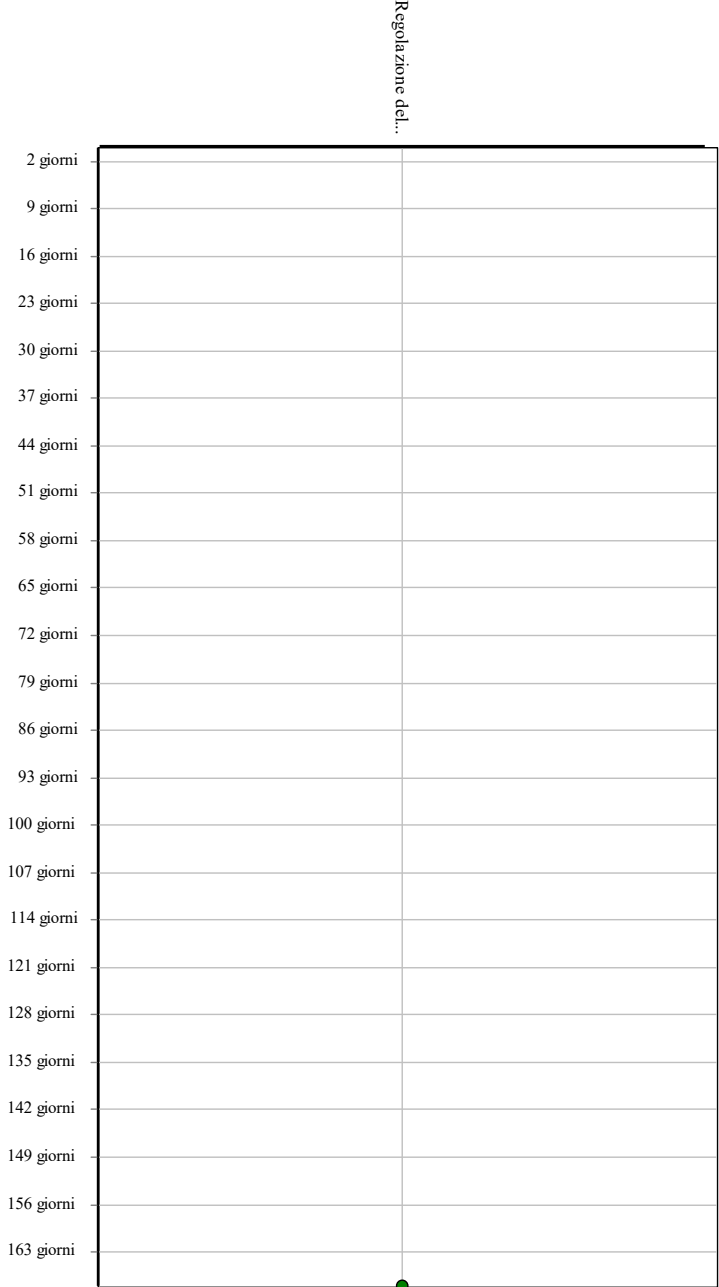 Regolazione del...
2 giorni
9 giorni
16 giorni
23 giorni
30 giorni
37 giorni
44 giorni
51 giorni
58 giorni
65 giorni
72 giorni
79 giorni
86 giorni
93 giorni
100 giorni
107 giorni
114 giorni
121 giorni
128 giorni
135 giorni
142 giorni
149 giorni
156 giorni
163 giorni